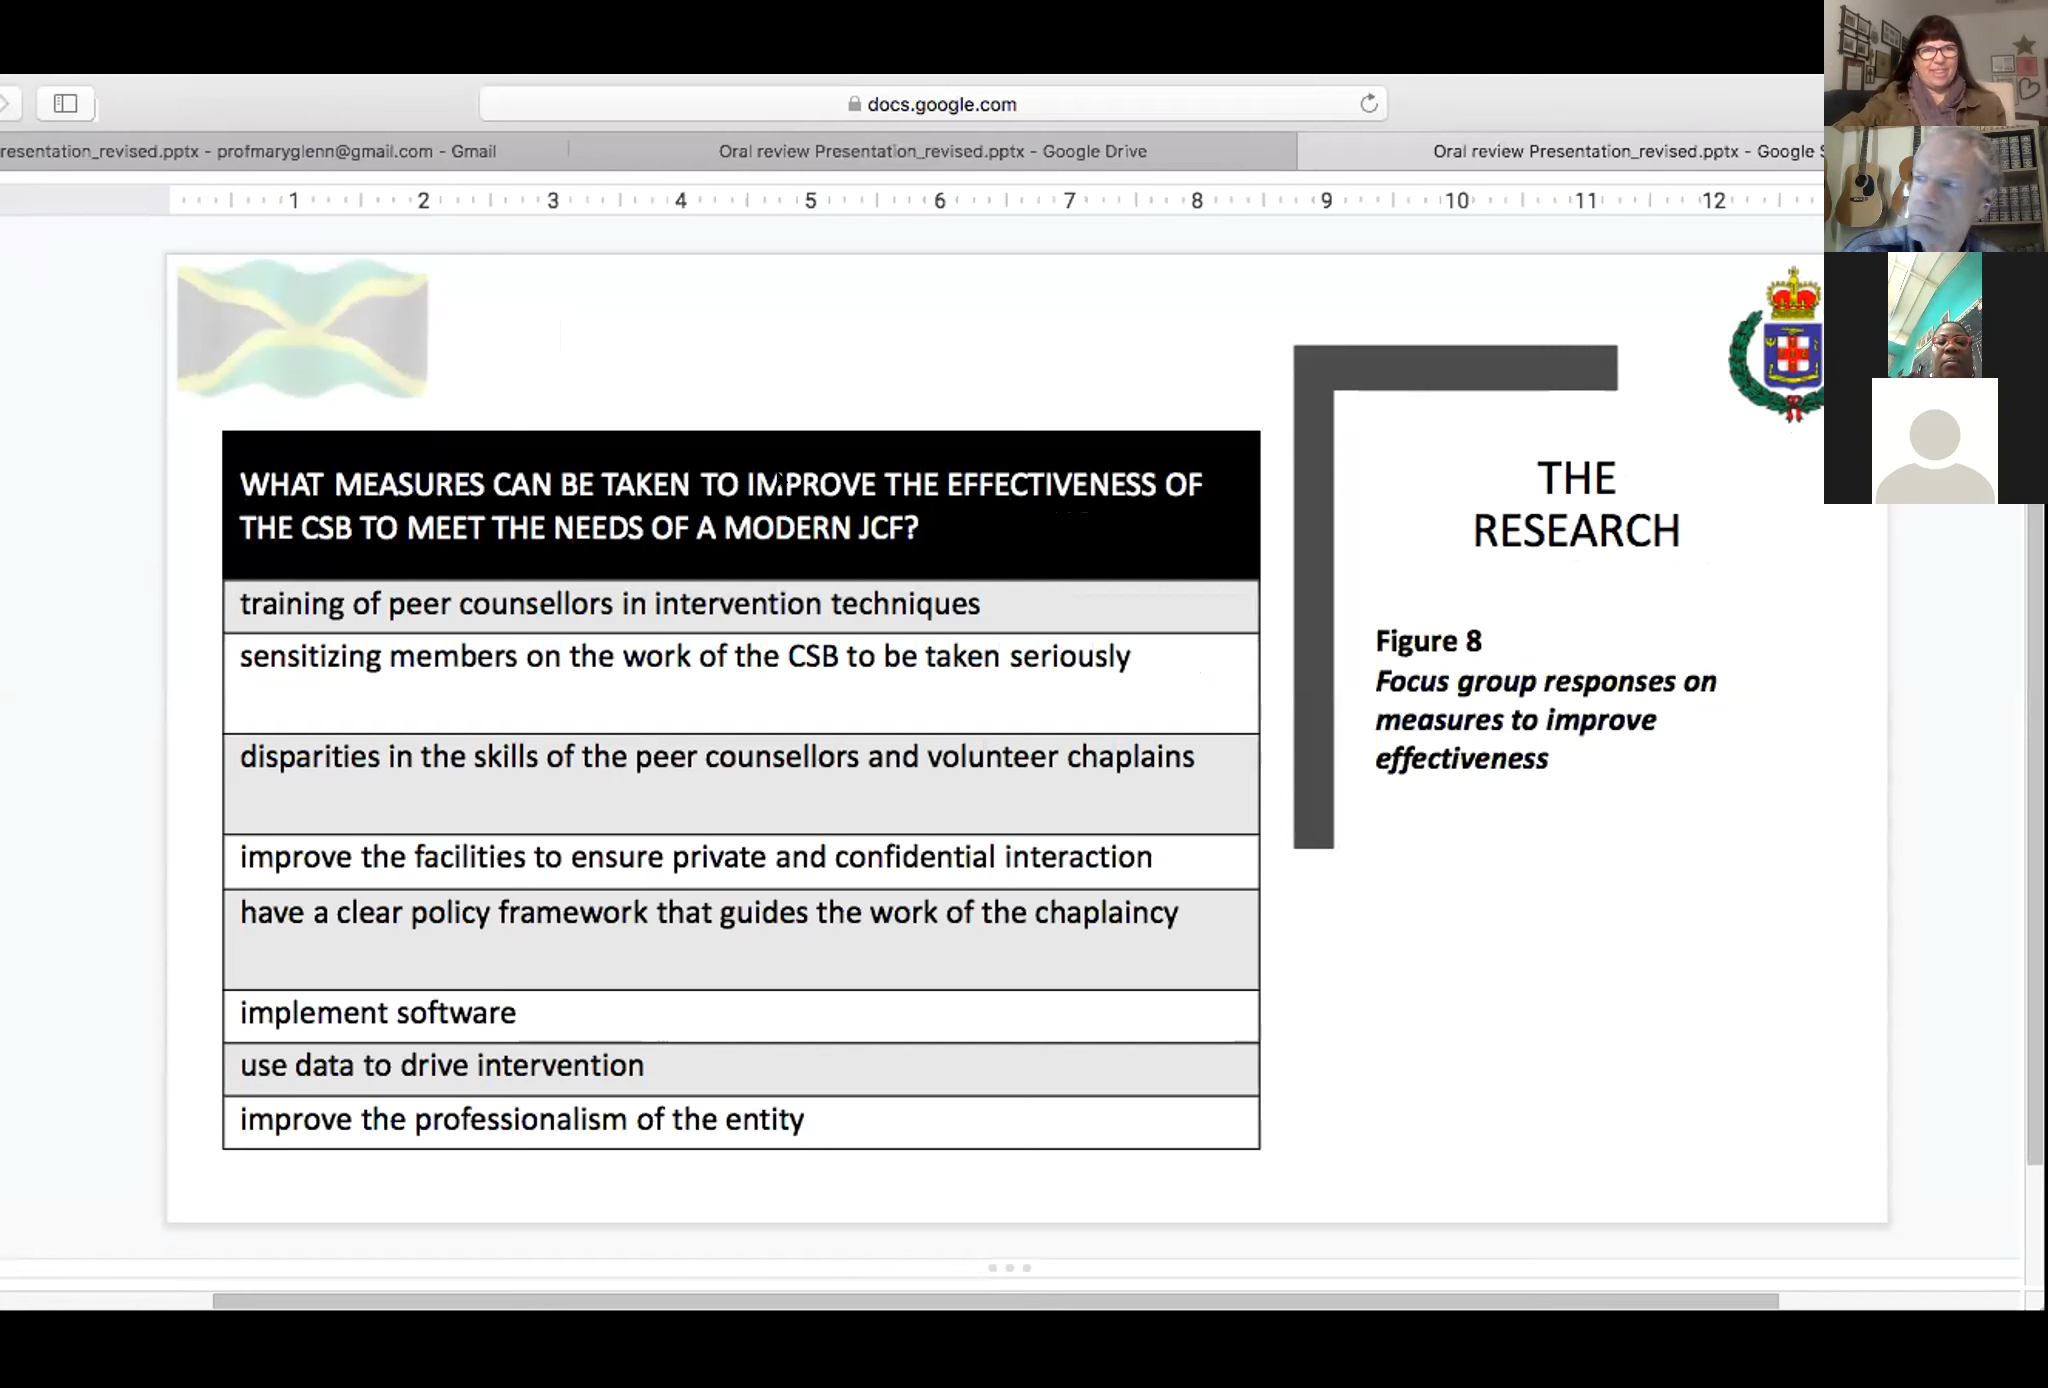 docs.google.com
resentation_revised.pptx - profmaryglenn@gmail.com - Gmail
Oral review Presentation_revised.pptx - Google Drive
Oral review Presentation_revised.pptx - Google S
1 2 3 4 5 6 7 8 9 10 11 12
WHAT MEASURES CAN BE TAKEN TO IMPROVE THE EFFECTIVENESS OF
THE CSB TO MEET THE NEEDS OF A MODERN JCF?
training of peer counsellors in intervention techniques
sensitizing members on the work of the CSB to be taken seriously
disparities in the skills of the peer counsellors and volunteer chaplains
improve the facilities to ensure private and confidential interaction
have a clear policy framework that guides the work of the chaplaincy
implement software
use data to drive intervention
improve the professionalism of the entity
THE
RESEARCH
Figure 8
Focus group responses on
measures to improve
effectiveness